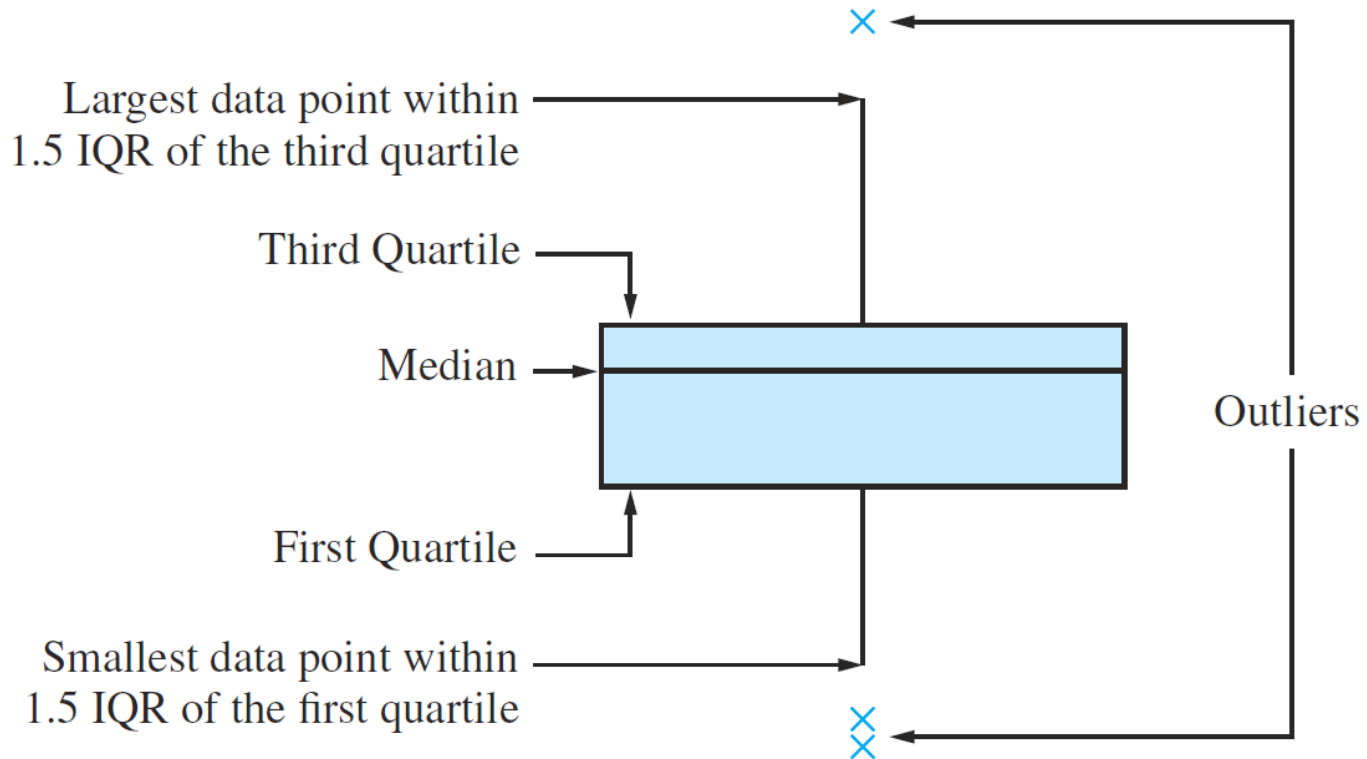 Largest data point within
1.5 IQR of the third quartile
Third Quartile
Median
Outliers
First Quartile
Smallest data point within
1.5 IQR of the first quartile